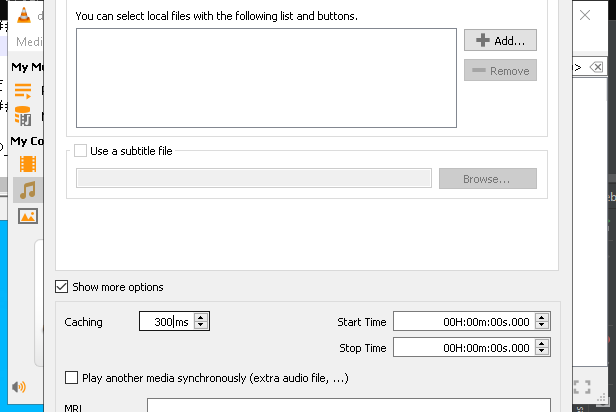 You can select local files with the following list and buttons.
Medi
Add...
My Mu
Remove
My Co
Use a subtitle file
Browse...
Show more options
Caching 300 ms Start Time 00H:00m:00s.000
Stop Time 00H:00m:00s.000
Play another media synchronously (extra audio file, ...)
MRL